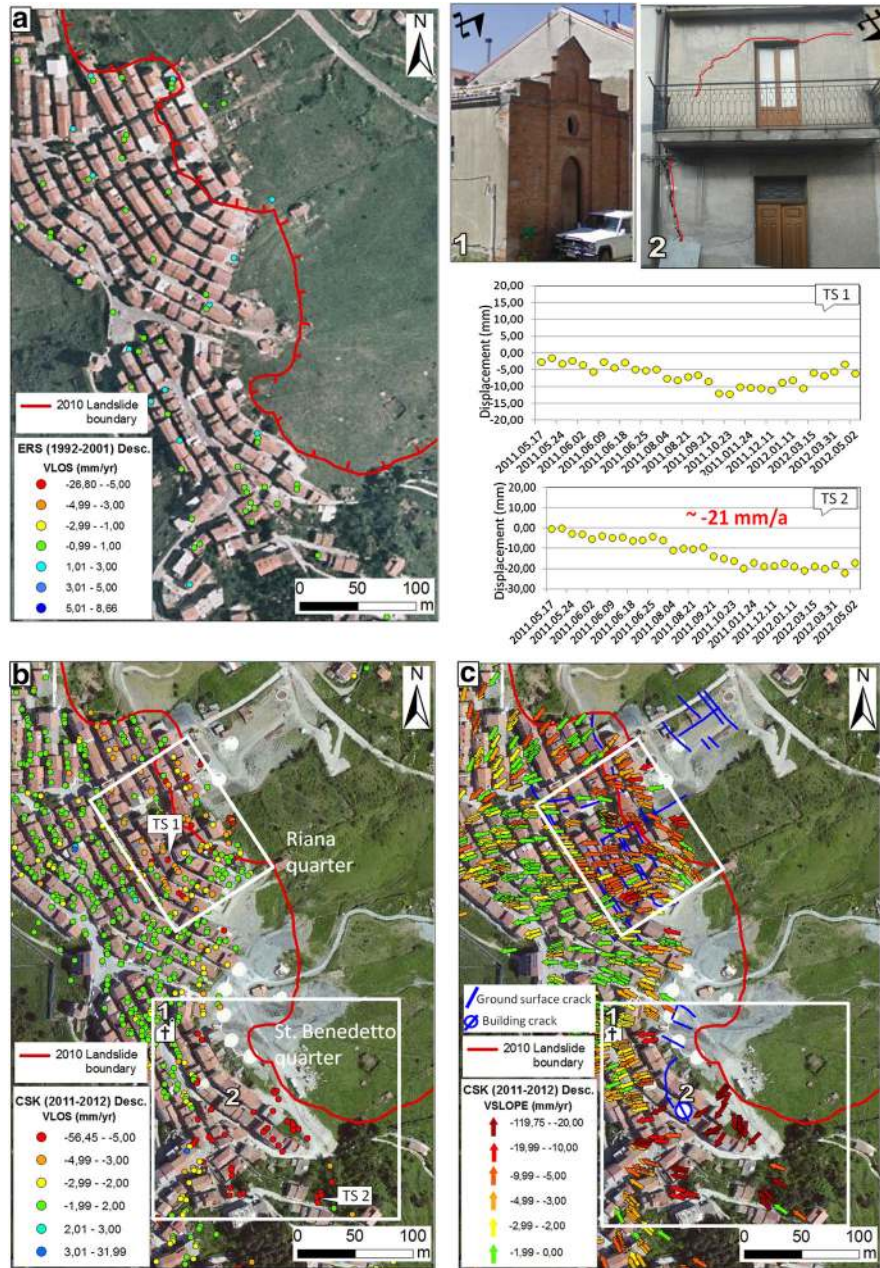 a
N
2010 Landslide
boundary
ERS (1992-2001) Desc.
VLOS (mm/yr)
-26,80 - -5,00
-4,99 - -3,00
-2,99 - -1,00
-0,99 - 1,00
1,01 - 3,00
3,01 - 5,00
5,01 - 8,66
0
50
100
m
1
2
Displacement (mm)
20,00
15,00
10,00
5,00
0,00
-5,00
-10,00
-15,00
-20,00
TS 1
2011.05.17
2011.05.24
2011.06.02
2011.06.09
2011.06.18
2011.06.25
2011.08.04
2011.08.21
2011.09.21
2011.10.23
2011.11.24
2011.12.11
2012.01.11
2012.03.15
2012.03.31
2012.05.02
Displacement (mm)
20,00
10,00
0,00
-10,00
-20,00
-30,00
TS 2
~ -21 mm/a
2011.05.17
2011.05.24
2011.06.02
2011.06.09
2011.06.18
2011.06.25
2011.08.04
2011.08.21
2011.09.21
2011.10.23
2011.11.24
2011.12.11
2012.01.11
2012.03.15
2012.03.31
2012.05.02
b
N
TS 1
Riana
quarter
1
St. Benedetto
quarter
2
TS 2
2010 Landslide
boundary
CSK (2011-2012) Desc.
VLOS (mm/yr)
-56,45 - -5,00
-4,99 - -3,00
-2,99 - -2,00
-1,99 - 2,00
2,01 - 3,00
3,01 - 31,99
0
50
100
m
c
N
Ground surface crack
Building crack
1
2
2010 Landslide
boundary
CSK (2011-2012) Desc.
VSLOPE (mm/yr)
-119,75 - -20,00
-19,99 - -10,00
-9,99 - -5,00
-4,99 - -3,00
-2,99 - -2,00
-1,99 - 0,00
0
50
100
m